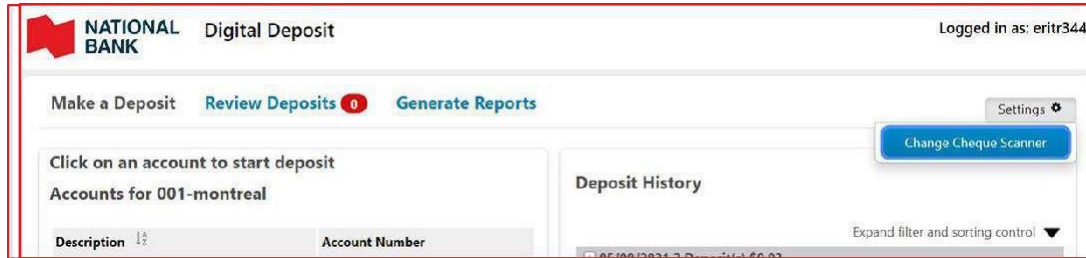 NATIONAL
BANK
Digital Deposit
Logged in as: eritr344
Make a Deposit Review Deposits 0 Generate Reports
Settings
Change Cheque Scanner
Click on an account to start deposit
Accounts for 001-montreal
Description Account Number
Deposit History
Expand filter and sorting control